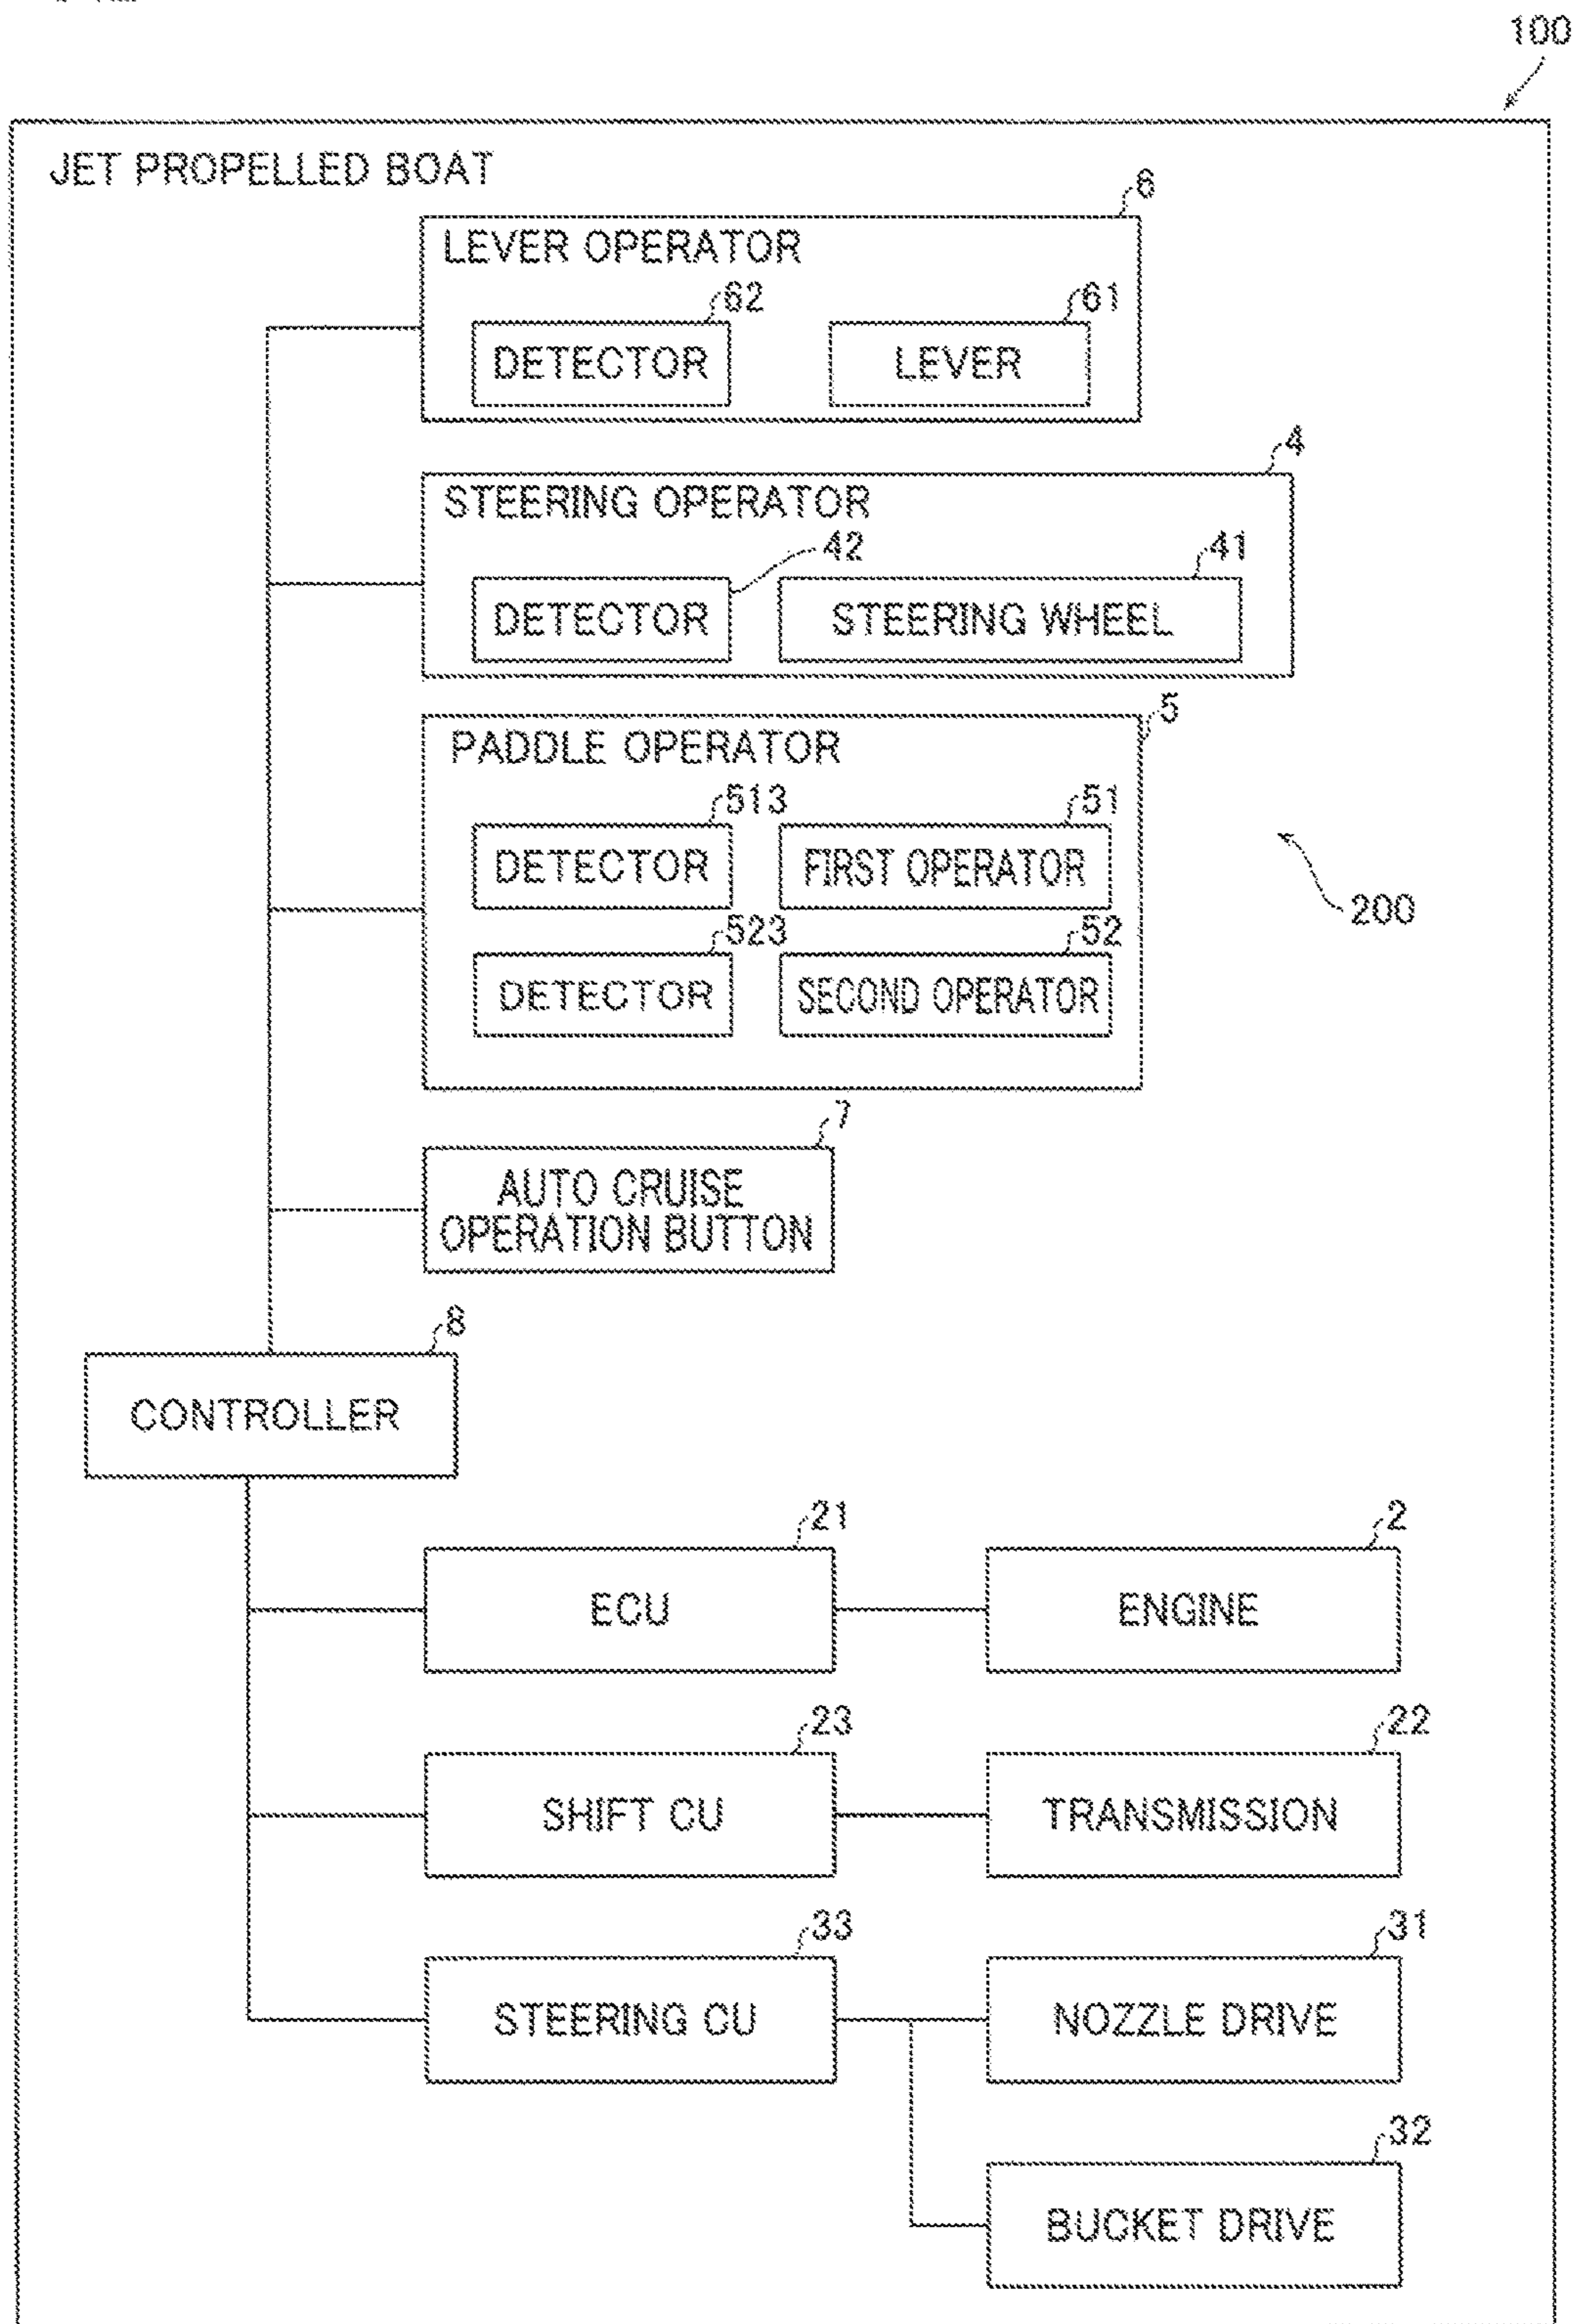 100
JET PROPELLED BOAT
6
LEVER OPERATOR
62
61
DETECTOR
LEVER
4
STEERING OPERATOR
42
41
DETECTOR
STEERING WHEEL
5
PADDLE OPERATOR
513
51
DETECTOR
FIRST OPERATOR
200
523
52
DETECTOR
SECOND OPERATOR
7
AUTO CRUISE
OPERATION BUTTON
8
CONTROLLER
21
2
ECU
ENGINE
23
22
SHIFT CU
TRANSMISSION
33
31
STEERING CU
NOZZLE DRIVE
32
BUCKET DRIVE